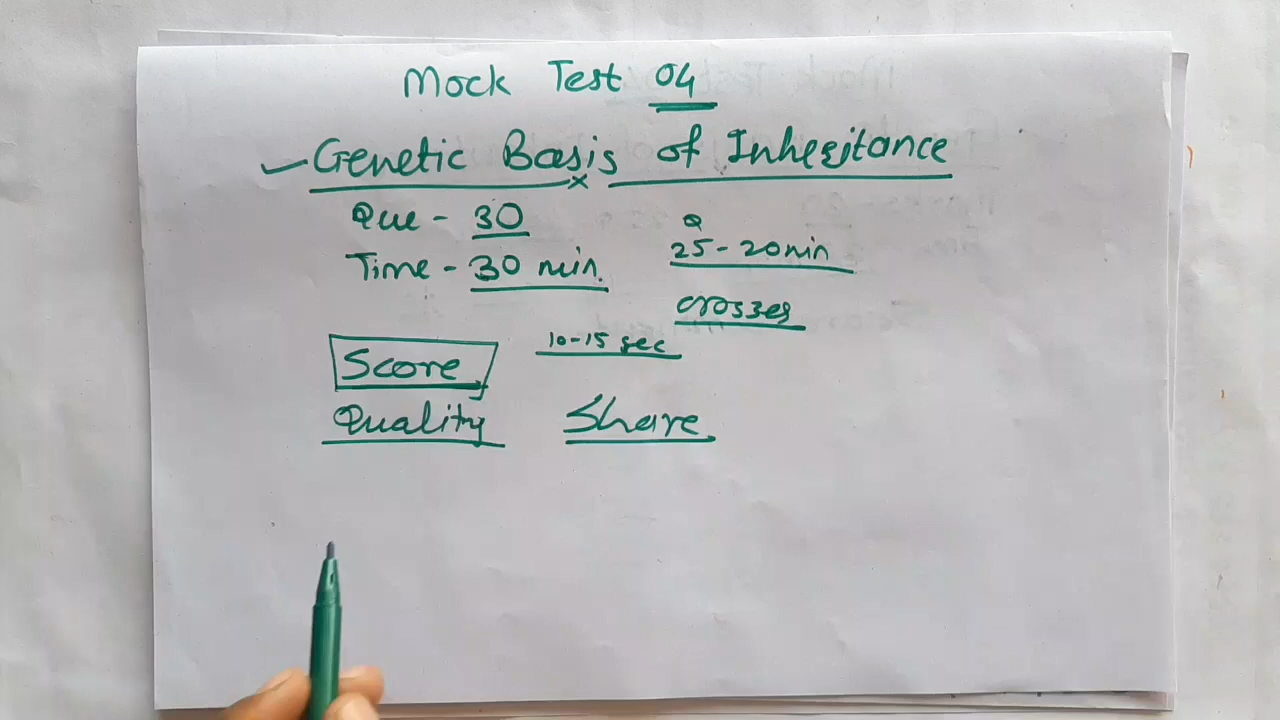 Mock Test 04
Genetic Basis of Inheritance
Que - 30
Time - 30 min.
Q
25 - 20 min
crosses
10-15 sec
Score
Quality
Share